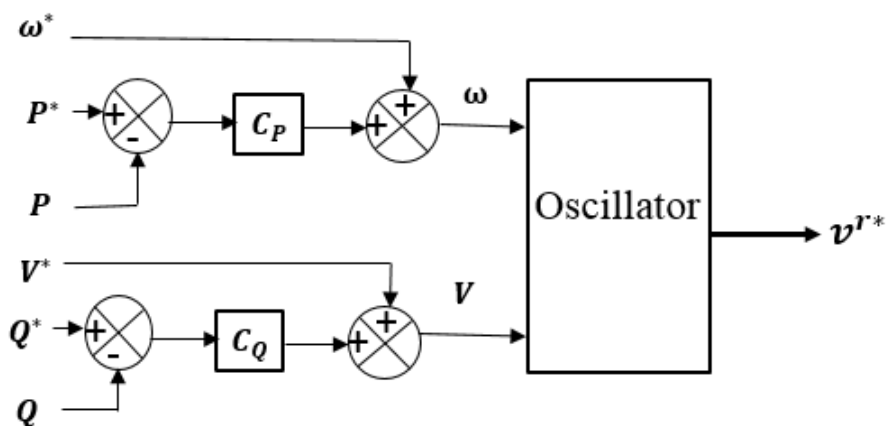 ω*
P* + - C_P + + ω
P
Oscillator
v^{r*}
V*
Q* + - C_Q + + V
Q